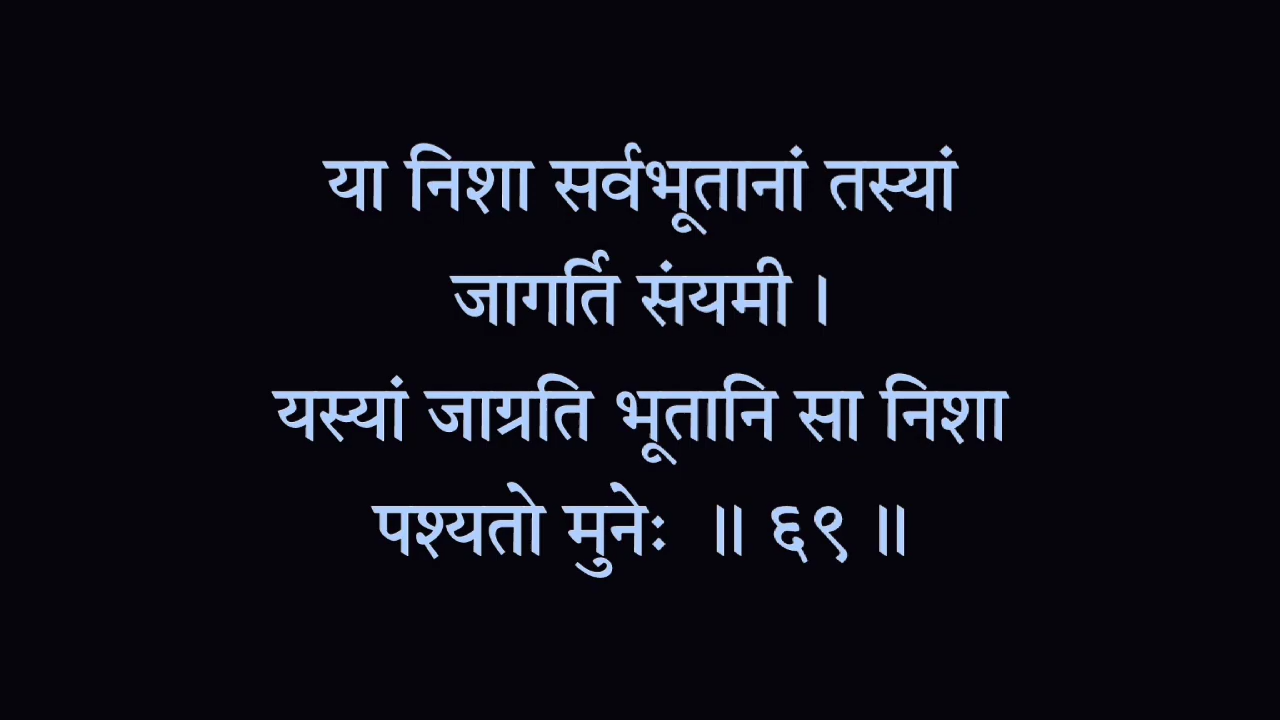 या निशा सर्वभूतानां तस्यां
जागर्ति संयमी ।
यस्यां जाग्रति भूतानि सा निशा
पश्यतो मुनेः ॥ ६९ ॥